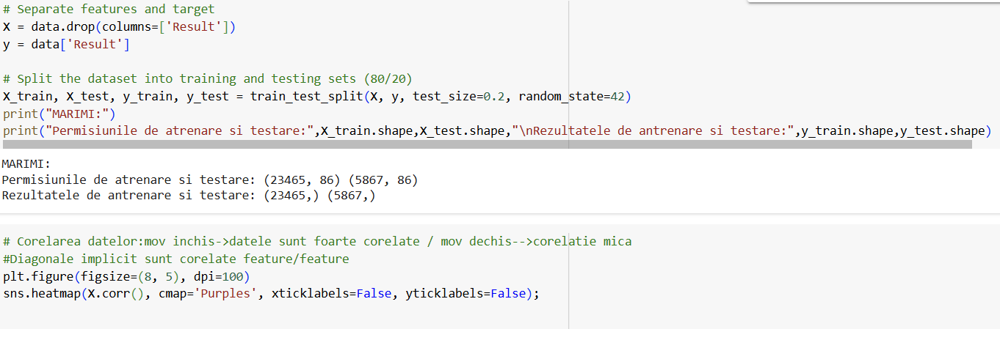 # Separate features and target
X = data.drop(columns=['Result'])
y = data['Result']
# Split the dataset into training and testing sets (80/20)
X_train, X_test, y_train, y_test = train_test_split(X, y, test_size=0.2, random_state=42)
print("MARIMI:")
print("Permisiunile de atrenare si testare:",X_train.shape,X_test.shape,"\nRezultatele de antrenare si testare:",y_train.shape,y_test.shape)
MARIMI:
Permisiunile de atrenare si testare: (23465, 86) (5867, 86)
Rezultatele de antrenare si testare: (23465,) (5867,)
# Corelarea datelor:mov inchis->datele sunt foarte corelate / mov dechis-->corelatie mica
#Diagonale implicit sunt corelate feature/feature
plt.figure(figsize=(8, 5), dpi=100)
sns.heatmap(X.corr(), cmap='Purples', xticklabels=False, yticklabels=False);